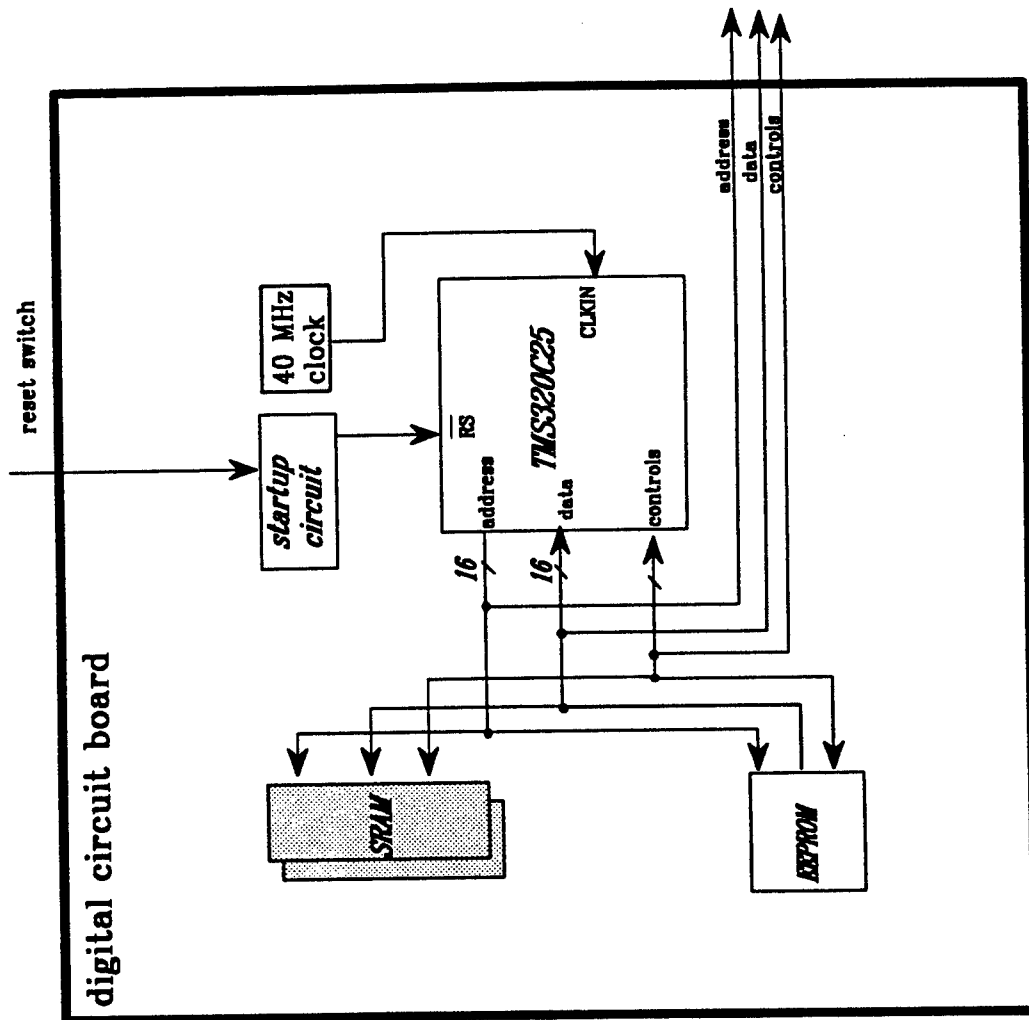 digital circuit board
reset switch
startup
circuit
40 MHz
clock
RS
CLKIN
TMS320C25
address
data
controls
16
16
SRAM
EEPROM
address
data
controls